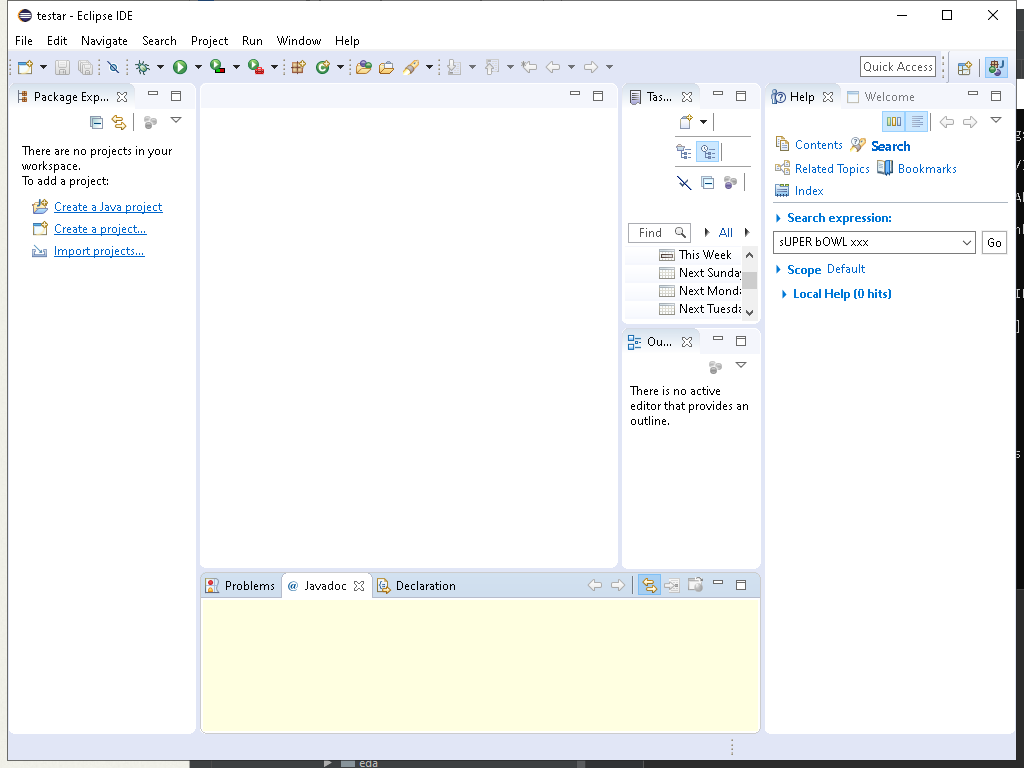 testar - Eclipse IDE
File Edit Navigate Search Project Run Window Help
Quick Access
Package Exp...
There are no projects in your
workspace.
To add a project:
Create a Java project
Create a project...
Import projects...
Tas...
Find All
This Week
Next Sunday
Next Monda
Next Tuesda
Ou...
There is no active
editor that provides an
outline.
Help Welcome
Contents Search
Related Topics Bookmarks
Index
Search expression:
sUPER bOWL xxx Go
Scope Default
Local Help (0 hits)
Problems @ Javadoc Declaration
eda